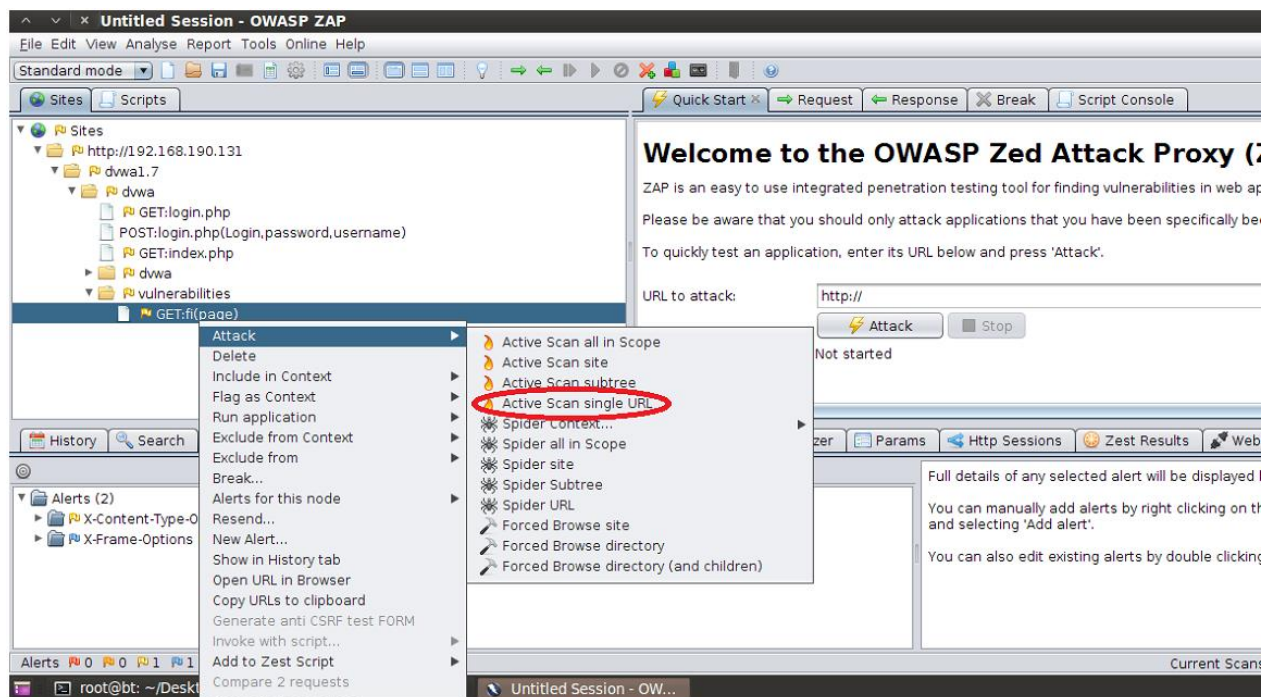 Untitled Session - OWASP ZAP
File Edit View Analyse Report Tools Online Help
Standard mode
Sites
Scripts
Quick Start
Request
Response
Break
Script Console
Sites
http://192.168.190.131
dvwa1.7
dvwa
GET:login.php
POST:login.php(Login,password,username)
GET:index.php
dvwa
vulnerabilities
GET:fi(page)
Welcome to the OWASP Zed Attack Proxy (
ZAP is an easy to use integrated penetration testing tool for finding vulnerabilities in web ap
Please be aware that you should only attack applications that you have been specifically bee
To quickly test an application, enter its URL below and press 'Attack'.
URL to attack:
http://
Attack
Stop
Not started
Attack
Delete
Include in Context
Flag as Context
Run application
Exclude from Context
Exclude from
Break...
Alerts for this node
Resend...
New Alert...
Show in History tab
Open URL in Browser
Copy URLs to clipboard
Generate anti CSRF test FORM
Invoke with script...
Add to Zest Script
Compare 2 requests
Active Scan all in Scope
Active Scan site
Active Scan subtree
Active Scan single URL
Spider Context...
Spider all in Scope
Spider site
Spider Subtree
Spider URL
Forced Browse site
Forced Browse directory
Forced Browse directory (and children)
History
Search
zer
Params
Http Sessions
Zest Results
Web
Alerts (2)
X-Content-Type-O
X-Frame-Options
Full details of any selected alert will be displayed
You can manually add alerts by right clicking on th
and selecting 'Add alert'.
You can also edit existing alerts by double clicking
Alerts 0 0 1 1
Current Scans
root@bt: ~/Deskt
Untitled Session - OW...